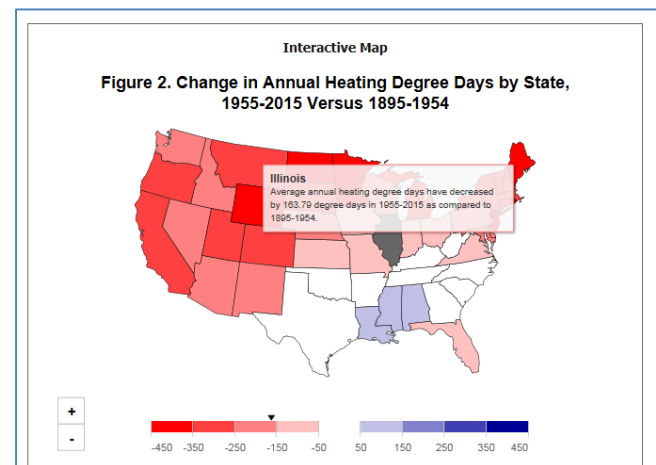 Interactive Map
Figure 2. Change in Annual Heating Degree Days by State,
1955-2015 Versus 1895-1954
Illinois
Average annual heating degree days have decreased
by 163.79 degree days in 1955-2015 as compared to
1895-1954.
+
-
-450 -350 -250 -150 -50 50 150 250 350 450